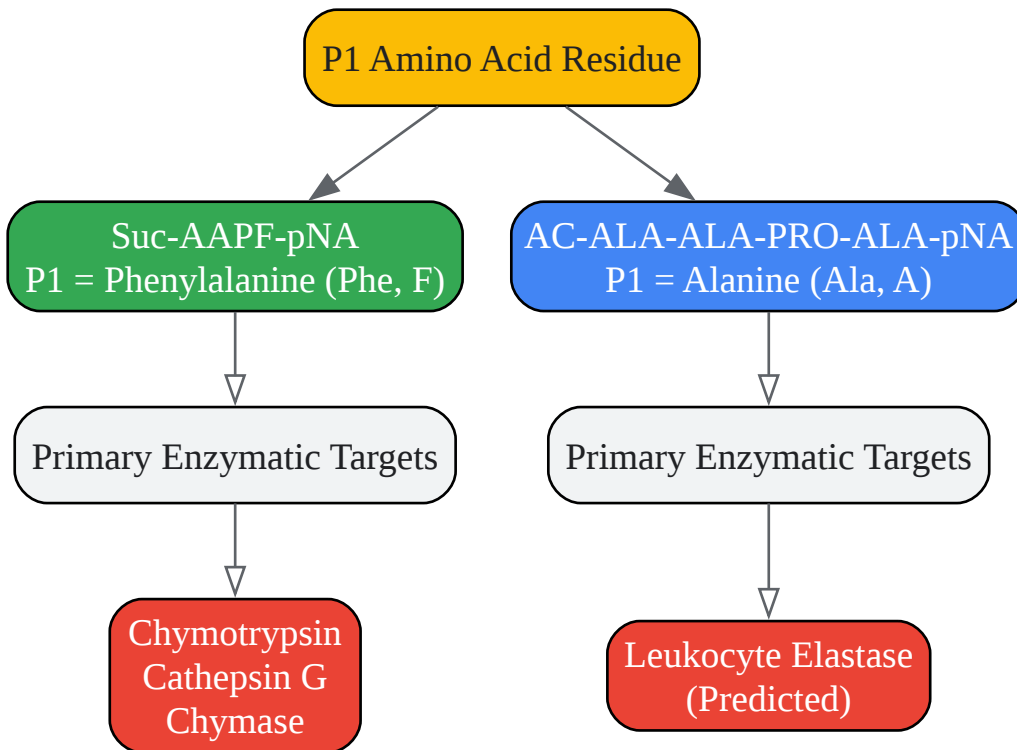 P1 Amino Acid Residue
Suc-AAPF-pNA
P1 = Phenylalanine (Phe, F)
AC-ALA-ALA-PRO-ALA-pNA
P1 = Alanine (Ala, A)
Primary Enzymatic Targets
Primary Enzymatic Targets
Chymotrypsin
Cathepsin G
Chymase
Leukocyte Elastase
(Predicted)